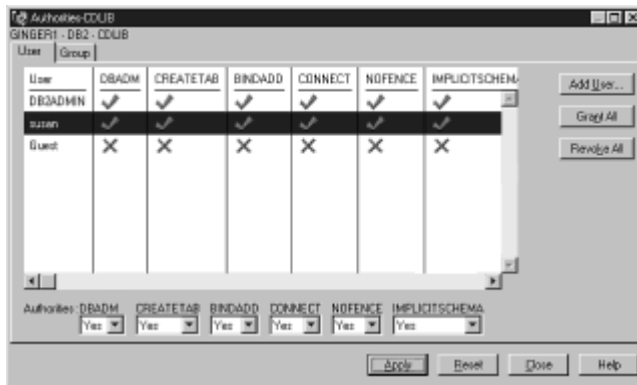 Authorities-CDLIB
GINGER1 - DB2 - CDLIB
User Group
User DBADM CREATETAB BINDADD CONNECT NOFENCE IMPLICITSCHEM
DB2ADMIN
susan
Guest
Add User...
Grant All
Revoke All
Authorities: DBADM CREATETAB BINDADD CONNECT NOFENCE IMPLICITSCHEMA
Yes Yes Yes Yes Yes Yes
Apply Reset Close Help